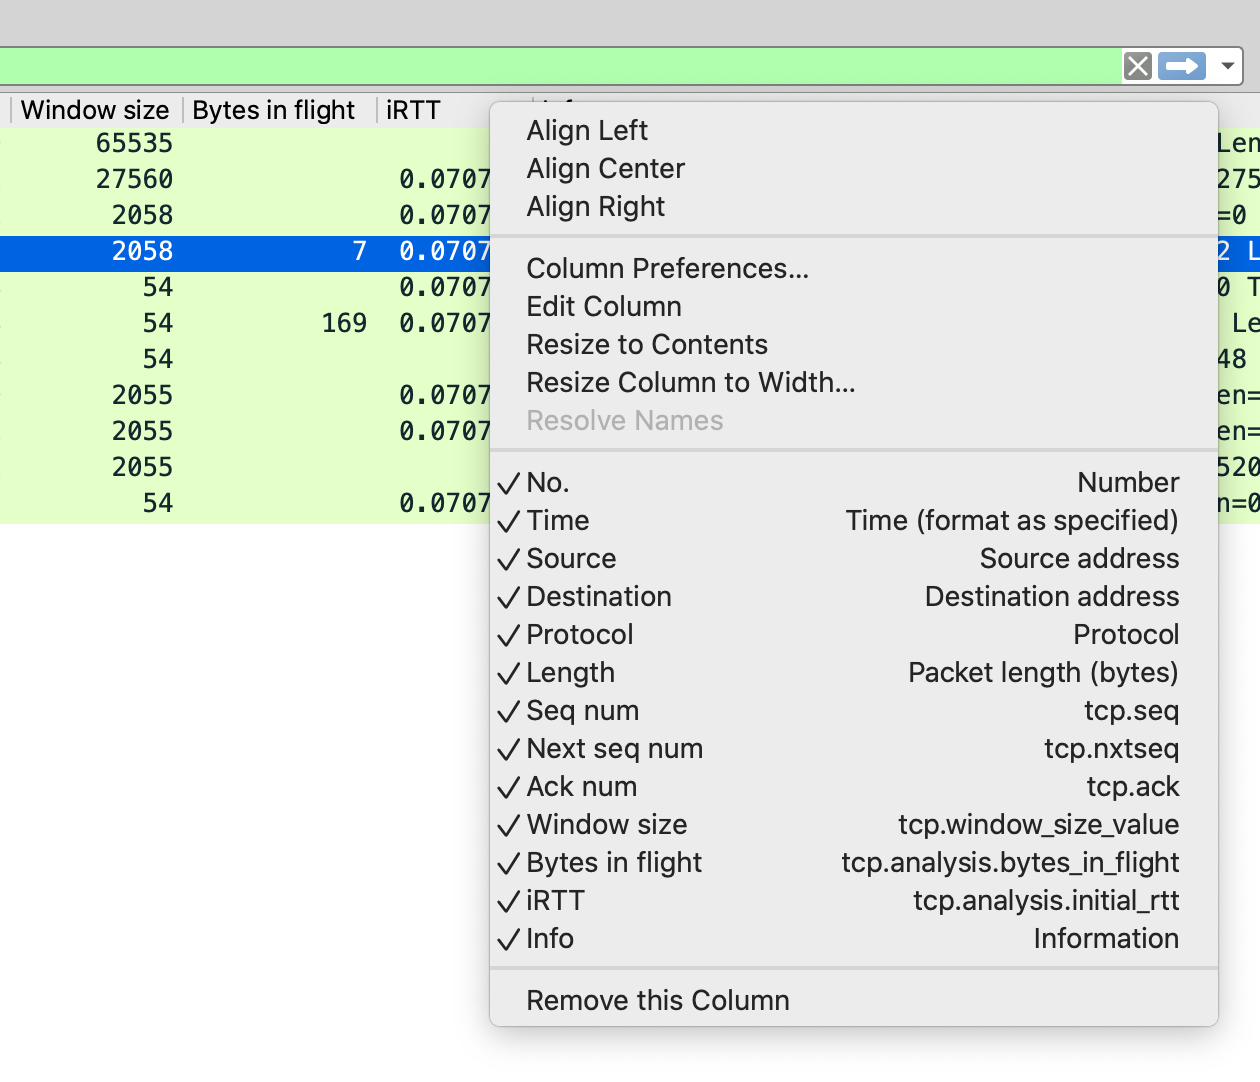 Window size Bytes in flight iRTT
65535 Len
27560 0.0707 275
2058 0.0707 =0
2058 7 0.0707 2 L
54 0.0707 0 T
54 169 0.0707 Le
54 48
2055 0.0707 en=
2055 0.0707 en=
2055 520
54 0.0707 n=0
Align Left
Align Center
Align Right
Column Preferences...
Edit Column
Resize to Contents
Resize Column to Width...
Resolve Names
No. Number
Time Time (format as specified)
Source Source address
Destination Destination address
Protocol Protocol
Length Packet length (bytes)
Seq num tcp.seq
Next seq num tcp.nxtseq
Ack num tcp.ack
Window size tcp.window_size_value
Bytes in flight tcp.analysis.bytes_in_flight
iRTT tcp.analysis.initial_rtt
Info Information
Remove this Column